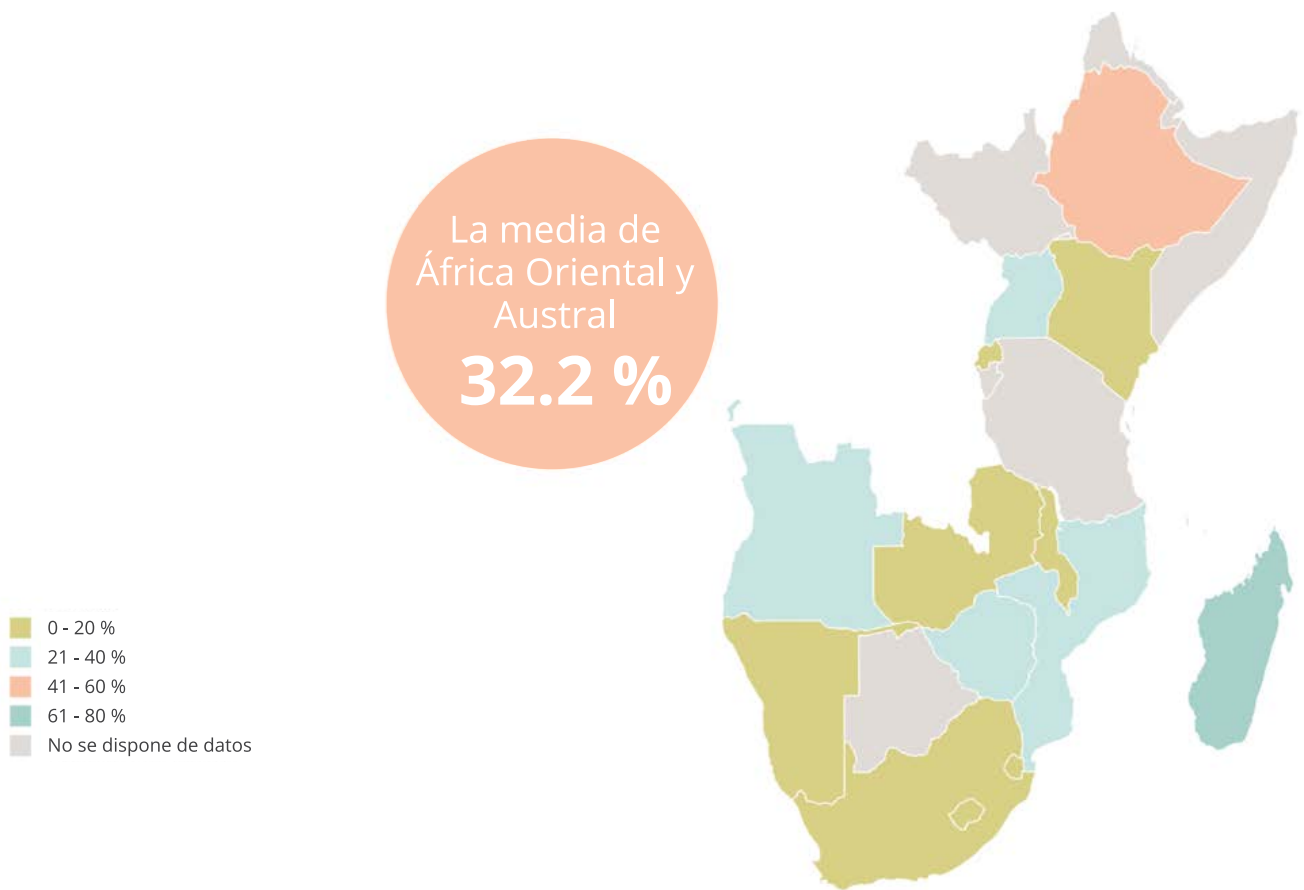 La media de
África Oriental y
Austral
32.2 %
0 - 20 %
21 - 40 %
41 - 60 %
61 - 80 %
No se dispone de datos